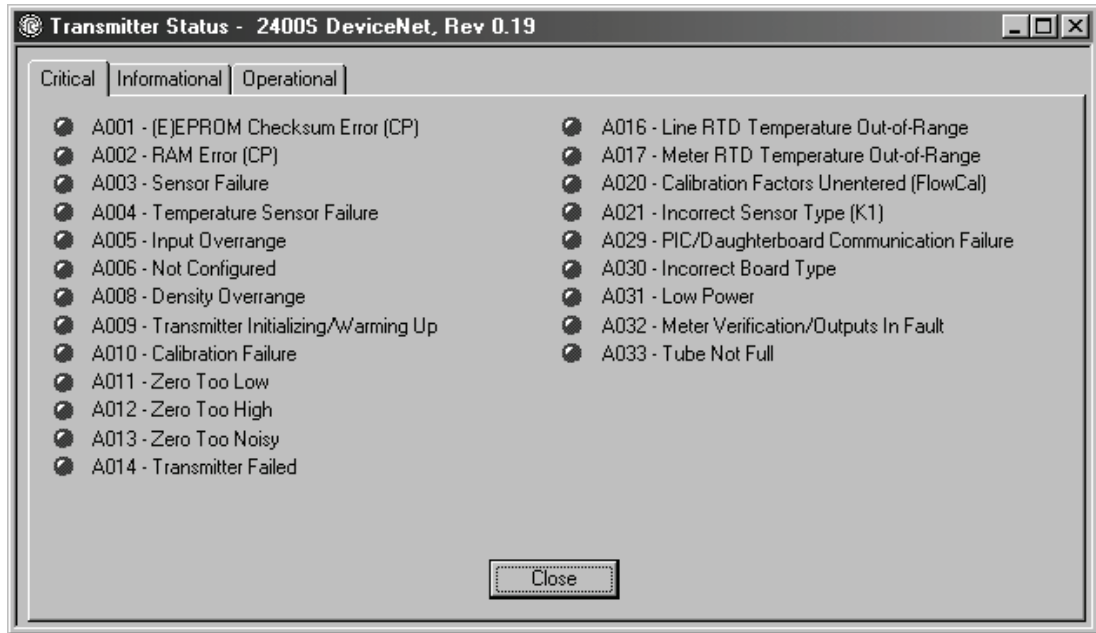 Transmitter Status - 2400S DeviceNet, Rev 0.19
Critical
Informational
Operational
A001 - (E)EPROM Checksum Error (CP)
A002 - RAM Error (CP)
A003 - Sensor Failure
A004 - Temperature Sensor Failure
A005 - Input Overrange
A006 - Not Configured
A008 - Density Overrange
A009 - Transmitter Initializing/Warming Up
A010 - Calibration Failure
A011 - Zero Too Low
A012 - Zero Too High
A013 - Zero Too Noisy
A014 - Transmitter Failed
A016 - Line RTD Temperature Out-of-Range
A017 - Meter RTD Temperature Out-of-Range
A020 - Calibration Factors Unentered (FlowCal)
A021 - Incorrect Sensor Type (K1)
A029 - PIC/Daughterboard Communication Failure
A030 - Incorrect Board Type
A031 - Low Power
A032 - Meter Verification/Outputs In Fault
A033 - Tube Not Full
Close